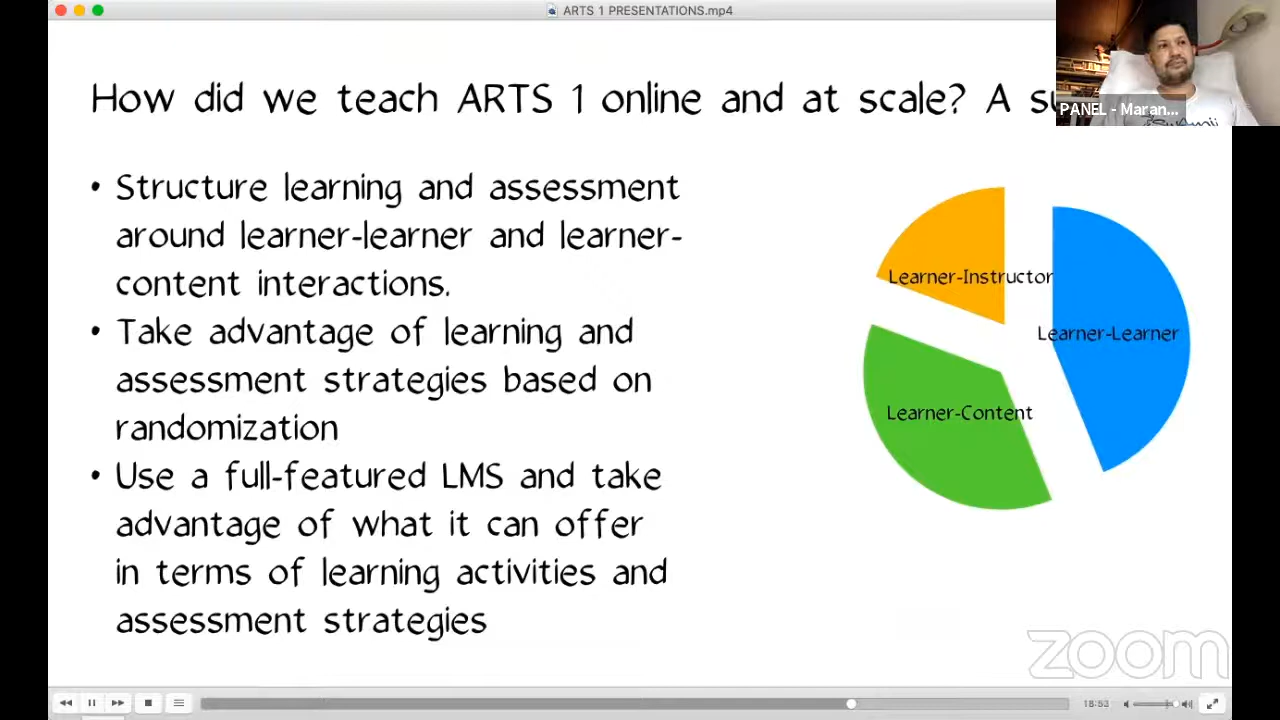 ARTS 1 PRESENTATIONS.mp4
How did we teach ARTS 1 online and at scale? A
PANEL - Maran...
• Structure learning and assessment
around learner-learner and learner-
content interactions.
• Take advantage of learning and
assessment strategies based on
randomization
• Use a full-featured LMS and take
advantage of what it can offer
in terms of learning activities and
assessment strategies
Learner-Instructor
Learner-Learner
Learner-Content
zoom
18:53